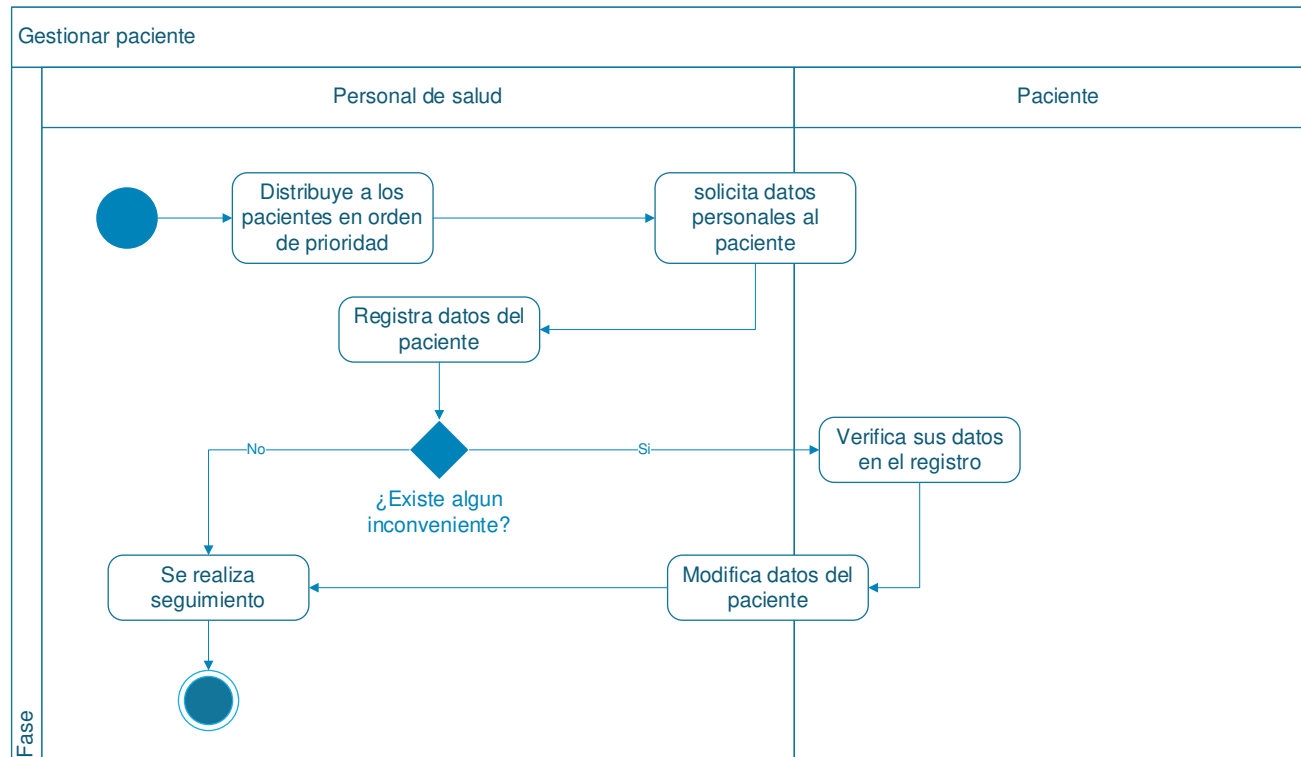 Gestionar paciente
Personal de salud
Paciente
Distribuye a los
pacientes en orden
de prioridad
solicita datos
personales al
paciente
Registra datos del
paciente
No
Si
Verifica sus datos
en el registro
¿Existe algun
inconveniente?
Se realiza
seguimiento
Modifica datos del
paciente
Fase